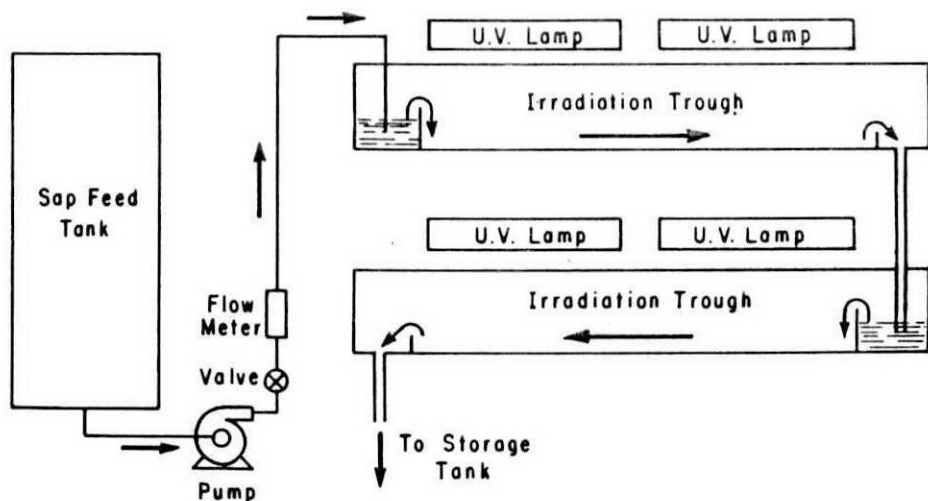 U.V. Lamp
U.V. Lamp
Irradiation Trough
Sap Feed
Tank
U.V. Lamp
U.V. Lamp
Flow
Meter
Irradiation Trough
Valve
To Storage
Tank
Pump